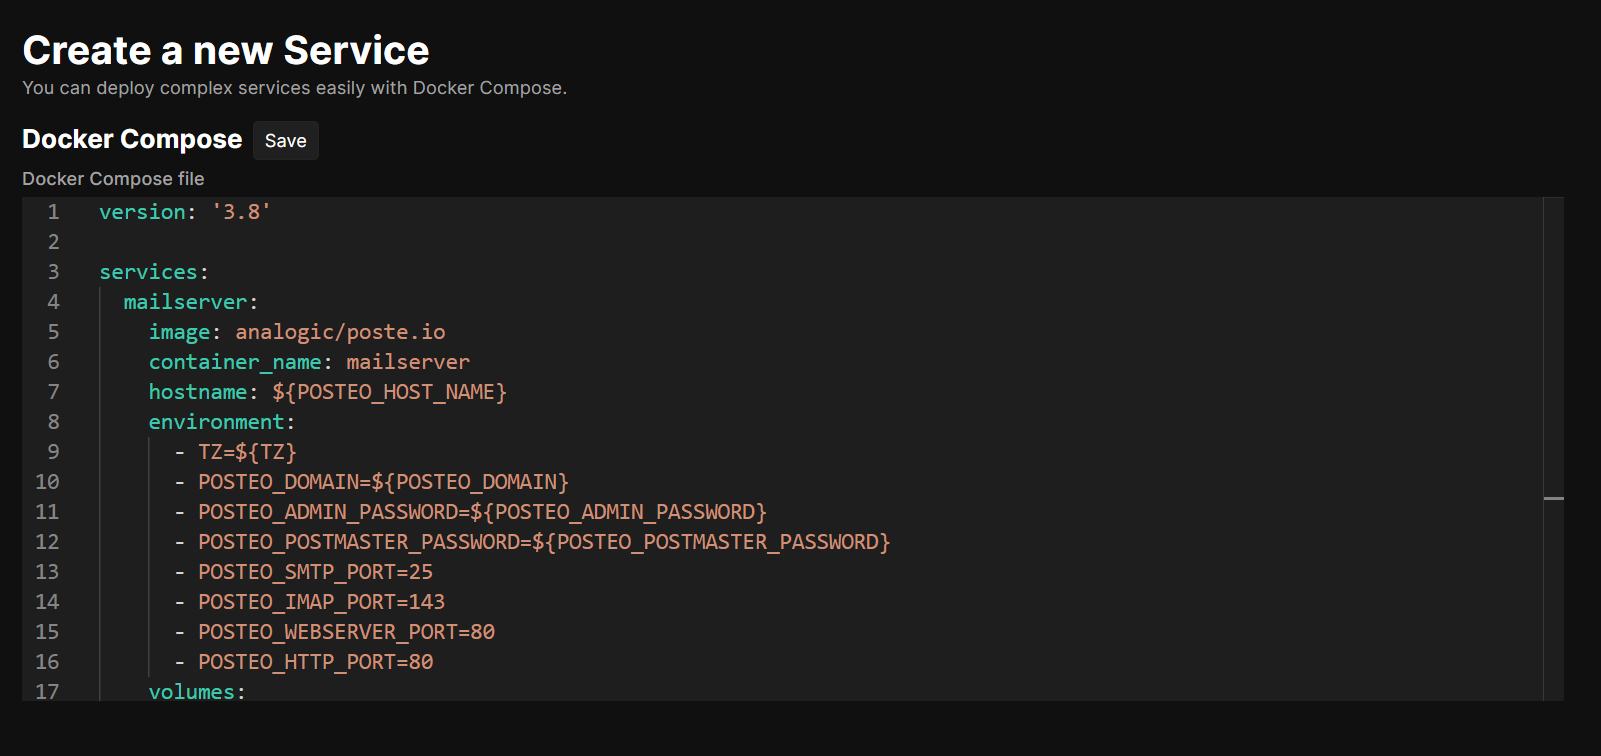 Create a new Service
You can deploy complex services easily with Docker Compose.
Docker Compose Save
Docker Compose file
1 version: '3.8'
2
3 services:
4 mailserver:
5 image: analogic/poste.io
6 container_name: mailserver
7 hostname: ${POSTEO_HOST_NAME}
8 environment:
9 - TZ=${TZ}
10 - POSTEO_DOMAIN=${POSTEO_DOMAIN}
11 - POSTEO_ADMIN_PASSWORD=${POSTEO_ADMIN_PASSWORD}
12 - POSTEO_POSTMASTER_PASSWORD=${POSTEO_POSTMASTER_PASSWORD}
13 - POSTEO_SMTP_PORT=25
14 - POSTEO_IMAP_PORT=143
15 - POSTEO_WEBSERVER_PORT=80
16 - POSTEO_HTTP_PORT=80
17 volumes: